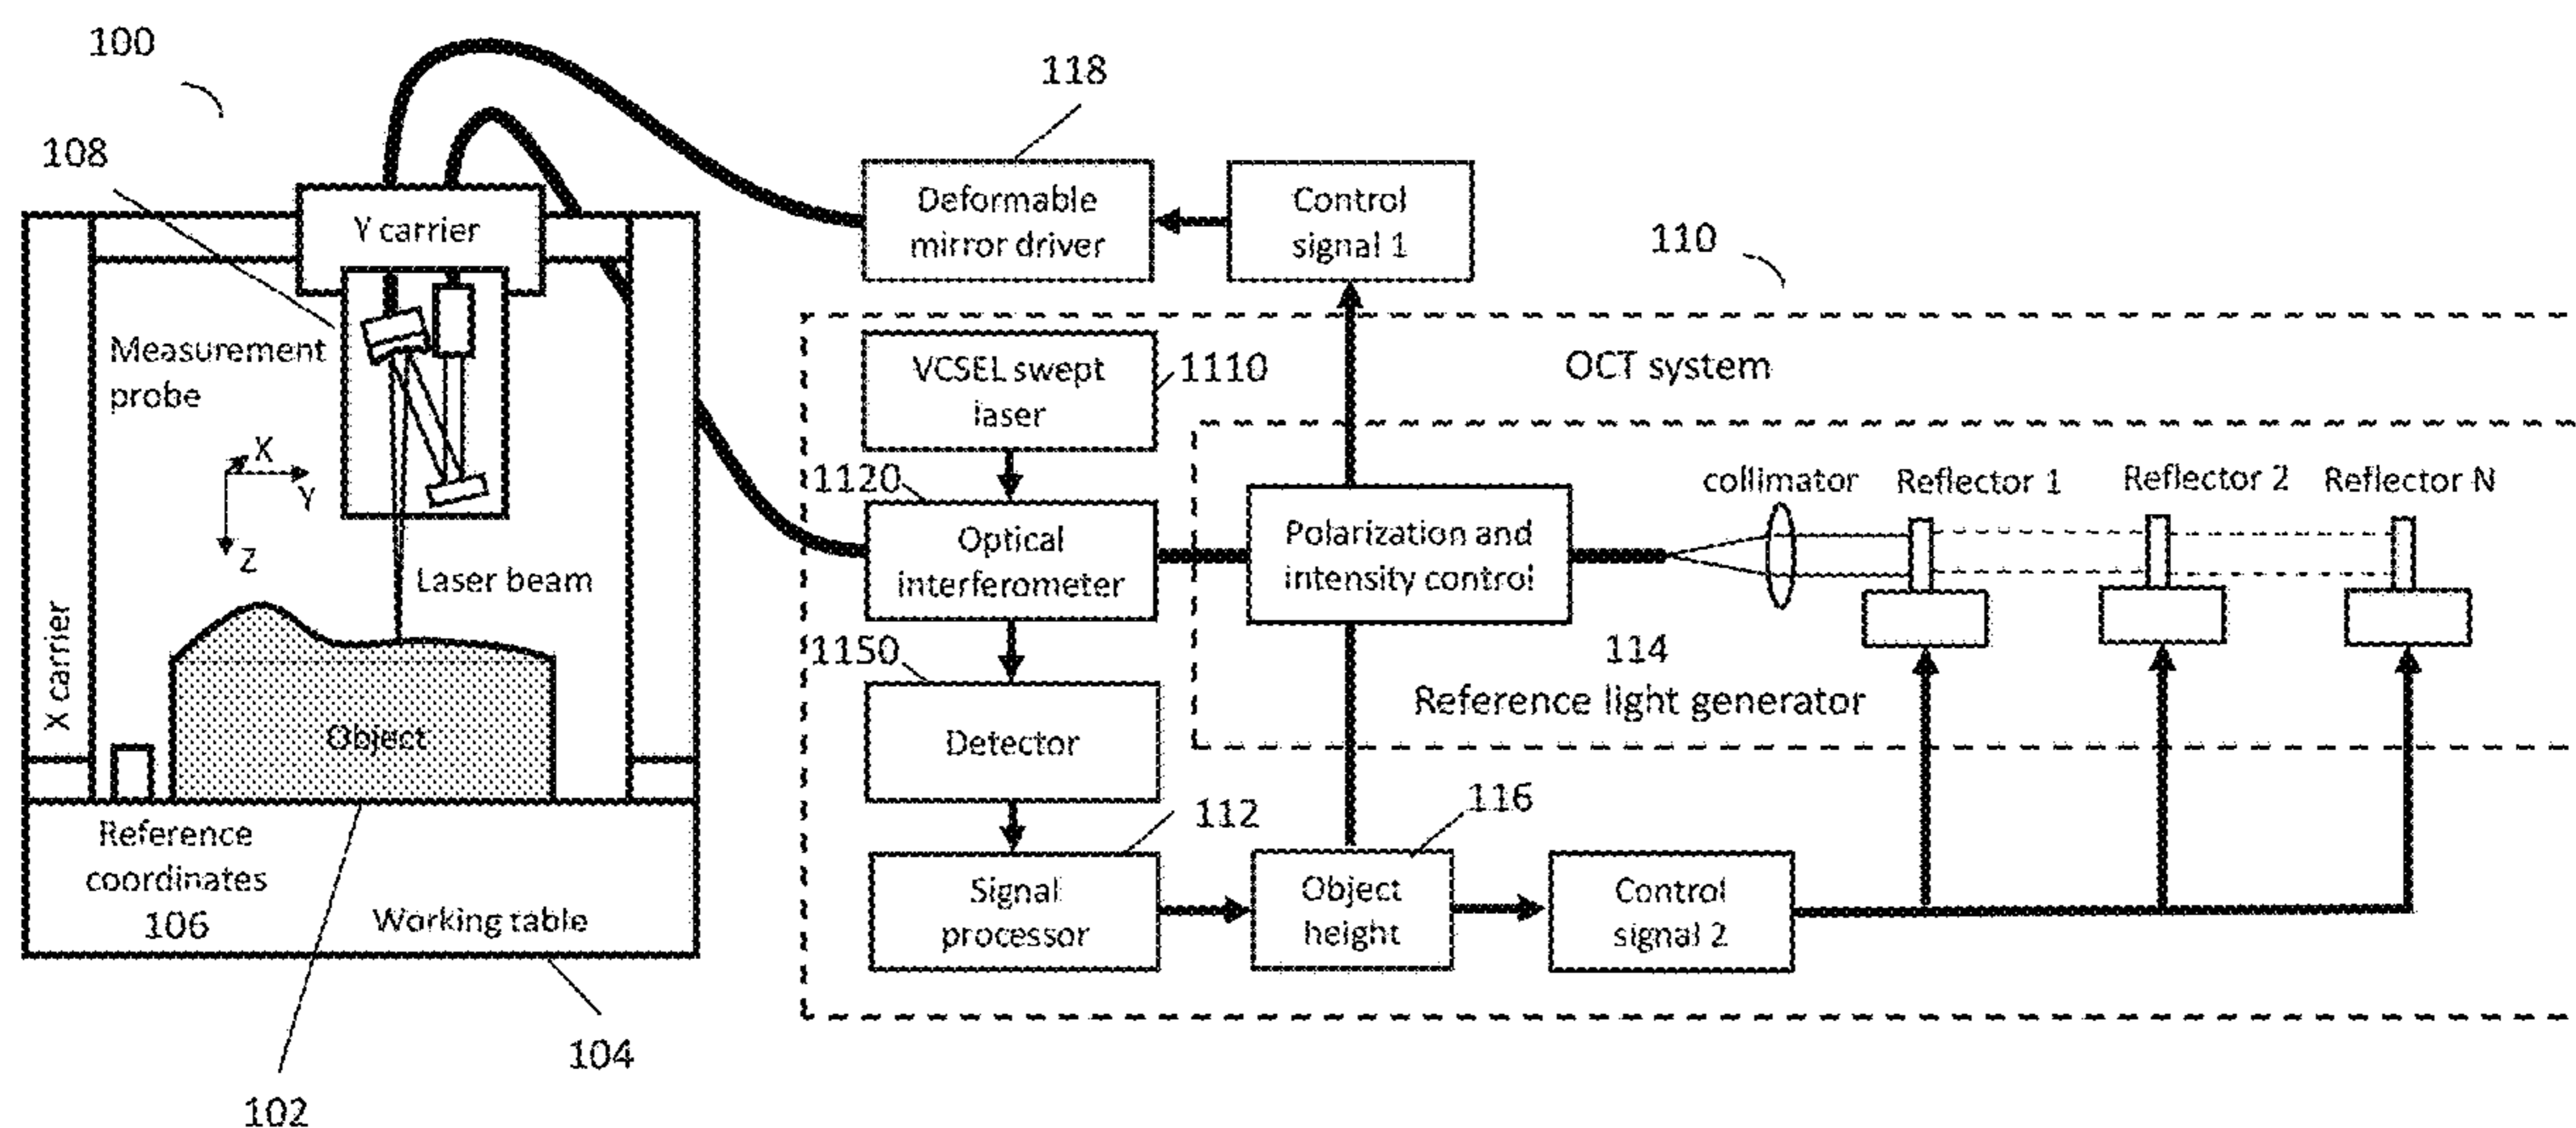 100
118
108
Y carrier
Deformable
mirror driver
Control
signal 1
110
Measurement
probe
VCSEL swept
laser
1110
OCT system
X
Y
Z
1120
Optical
interferometer
Polarization and
intensity control
collimator
Reflector 1
Reflector 2
Reflector N
Laser beam
X carrier
Object
1150
Detector
114
Reference light generator
Reference
coordinates
106
Working table
112
Signal
processor
116
Object
height
Control
signal 2
104
102